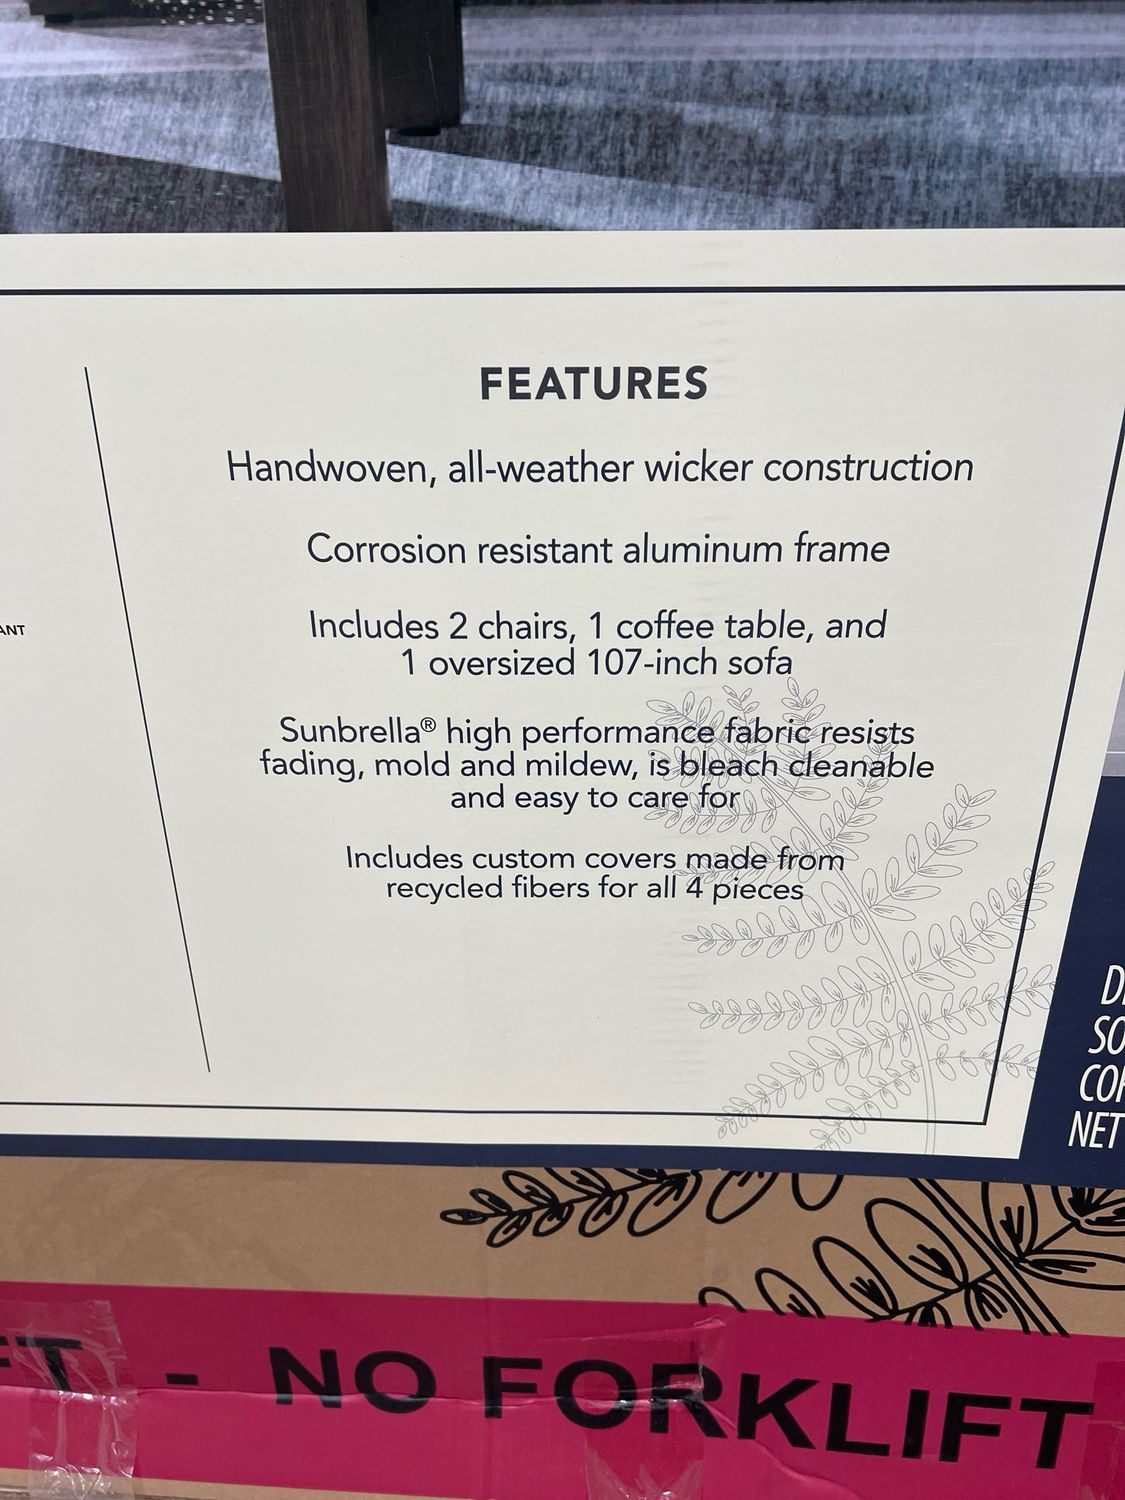 FEATURES
Handwoven, all-weather wicker construction
Corrosion resistant aluminum frame
Includes 2 chairs, 1 coffee table, and
1 oversized 107-inch sofa
Sunbrella® high performance fabric resists
fading, mold and mildew, is bleach cleanable
and easy to care for
Includes custom covers made from
recycled fibers for all 4 pieces
NET
- NO FORKLIFT